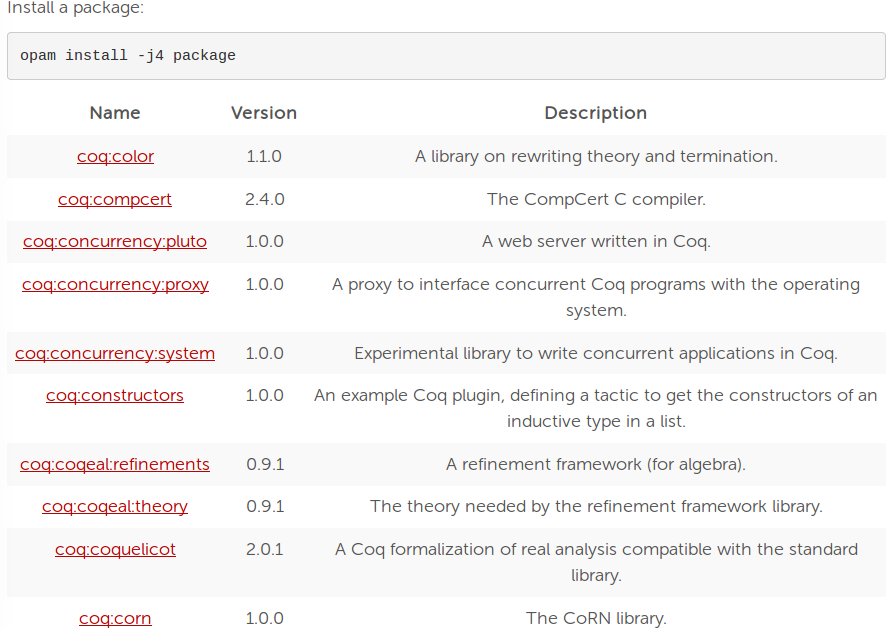 Install a package:
opam install -j4 package
Name Version Description
coq:color 1.1.0 A library on rewriting theory and termination.
coq:compcert 2.4.0 The CompCert C compiler.
coq:concurrency:pluto 1.0.0 A web server written in Coq.
coq:concurrency:proxy 1.0.0 A proxy to interface concurrent Coq programs with the operating
system.
coq:concurrency:system 1.0.0 Experimental library to write concurrent applications in Coq.
coq:constructors 1.0.0 An example Coq plugin, defining a tactic to get the constructors of an
inductive type in a list.
coq:coqeal:refinements 0.9.1 A refinement framework (for algebra).
coq:coqeal:theory 0.9.1 The theory needed by the refinement framework library.
coq:coquelicot 2.0.1 A Coq formalization of real analysis compatible with the standard
library.
coq:corn 1.0.0 The CoRN library.